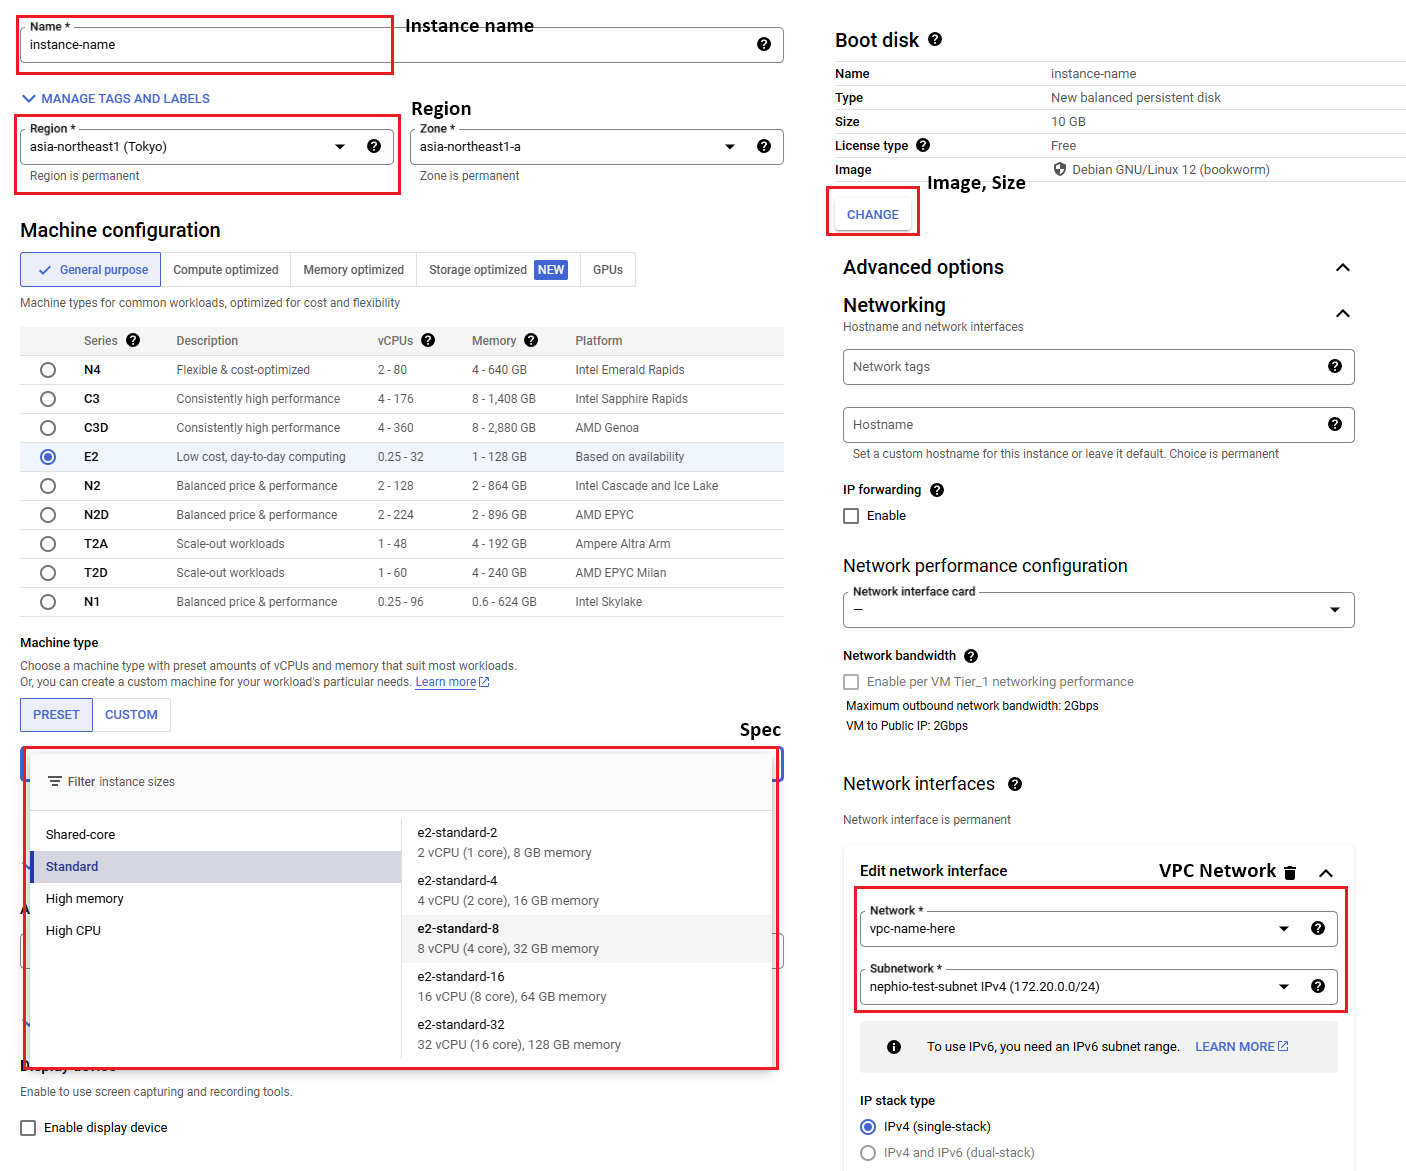 Name *
instance-name
Instance name
MANAGE TAGS AND LABELS
Region
Region *
asia-northeast1 (Tokyo)
Region is permanent
Zone *
asia-northeast1-a
Zone is permanent
Machine configuration
General purpose
Compute optimized
Memory optimized
Storage optimized NEW
GPUs
Machine types for common workloads, optimized for cost and flexibility
Series Description vCPUs Memory Platform
N4 Flexible & cost-optimized 2 - 80 4 - 640 GB Intel Emerald Rapids
C3 Consistently high performance 4 - 176 8 - 1,408 GB Intel Sapphire Rapids
C3D Consistently high performance 4 - 360 8 - 2,880 GB AMD Genoa
E2 Low cost, day-to-day computing 0.25 - 32 1 - 128 GB Based on availability
N2 Balanced price & performance 2 - 128 2 - 864 GB Intel Cascade and Ice Lake
N2D Balanced price & performance 2 - 224 2 - 896 GB AMD EPYC
T2A Scale-out workloads 1 - 48 4 - 192 GB Ampere Altra Arm
T2D Scale-out workloads 1 - 60 4 - 240 GB AMD EPYC Milan
N1 Balanced price & performance 0.25 - 96 0.6 - 624 GB Intel Skylake
Machine type
Choose a machine type with preset amounts of vCPUs and memory that suit most workloads.
Or, you can create a custom machine for your workload's particular needs. Learn more
PRESET
CUSTOM
Spec
Filter instance sizes
Shared-core
Standard
High memory
High CPU
e2-standard-2
2 vCPU (1 core), 8 GB memory
e2-standard-4
4 vCPU (2 core), 16 GB memory
e2-standard-8
8 vCPU (4 core), 32 GB memory
e2-standard-16
16 vCPU (8 core), 64 GB memory
e2-standard-32
32 vCPU (16 core), 128 GB memory
Enable to use screen capturing and recording tools.
Enable display device
Boot disk
Name instance-name
Type New balanced persistent disk
Size 10 GB
License type Free
Image Debian GNU/Linux 12 (bookworm)
Image, Size
CHANGE
Advanced options
Networking
Hostname and network interfaces
Network tags
Hostname
Set a custom hostname for this instance or leave it default. Choice is permanent
IP forwarding
Enable
Network performance configuration
Network interface card
—
Network bandwidth
Enable per VM Tier_1 networking performance
Maximum outbound network bandwidth: 2Gbps
VM to Public IP: 2Gbps
Network interfaces
Network interface is permanent
Edit network interface
VPC Network
Network *
vpc-name-here
Subnetwork *
nephio-test-subnet IPv4 (172.20.0.0/24)
To use IPv6, you need an IPv6 subnet range. LEARN MORE
IP stack type
IPv4 (single-stack)
IPv4 and IPv6 (dual-stack)